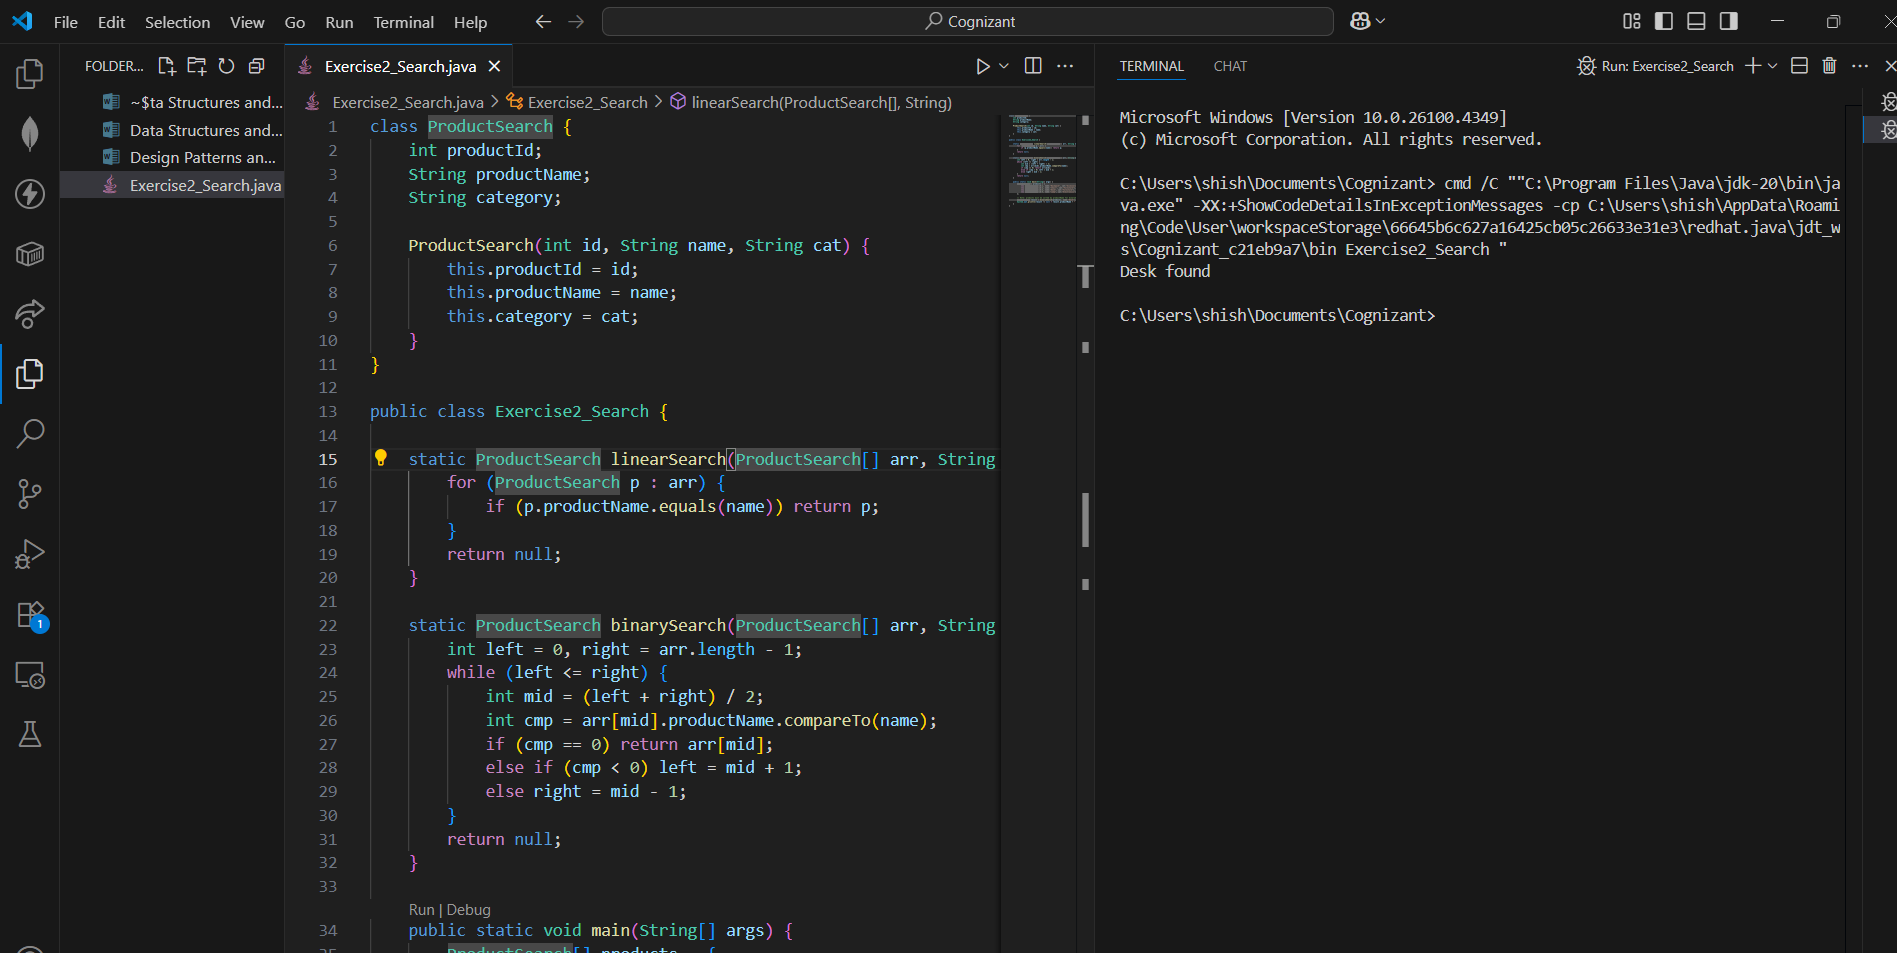 File Edit Selection View Go Run Terminal Help
Cognizant
FOLDER...
~$ta Structures and...
Data Structures and...
Design Patterns an...
Exercise2_Search.java
1
Exercise2_Search.java
Exercise2_Search.java > Exercise2_Search > linearSearch(ProductSearch[], String)
1 class ProductSearch {
2 int productId;
3 String productName;
4 String category;
5
6 ProductSearch(int id, String name, String cat) {
7 this.productId = id;
8 this.productName = name;
9 this.category = cat;
10 }
11 }
12
13 public class Exercise2_Search {
14
15 static ProductSearch linearSearch(ProductSearch[] arr, String
16 for (ProductSearch p : arr) {
17 if (p.productName.equals(name)) return p;
18 }
19 return null;
20 }
21
22 static ProductSearch binarySearch(ProductSearch[] arr, String
23 int left = 0, right = arr.length - 1;
24 while (left <= right) {
25 int mid = (left + right) / 2;
26 int cmp = arr[mid].productName.compareTo(name);
27 if (cmp == 0) return arr[mid];
28 else if (cmp < 0) left = mid + 1;
29 else right = mid - 1;
30 }
31 return null;
32 }
33
Run | Debug
34 public static void main(String[] args) {
35 ProductSearch[] products = {
TERMINAL CHAT
Run: Exercise2_Search
Microsoft Windows [Version 10.0.26100.4349]
(c) Microsoft Corporation. All rights reserved.
C:\Users\shish\Documents\Cognizant> cmd /C ""C:\Program Files\Java\jdk-20\bin\ja
va.exe" -XX:+ShowCodeDetailsInExceptionMessages -cp C:\Users\shish\AppData\Roami
ng\Code\User\workspaceStorage\66645b6c627a16425cb05c26633e31e3\redhat.java\jdt_w
s\Cognizant_c21eb9a7\bin Exercise2_Search "
Desk found
C:\Users\shish\Documents\Cognizant>